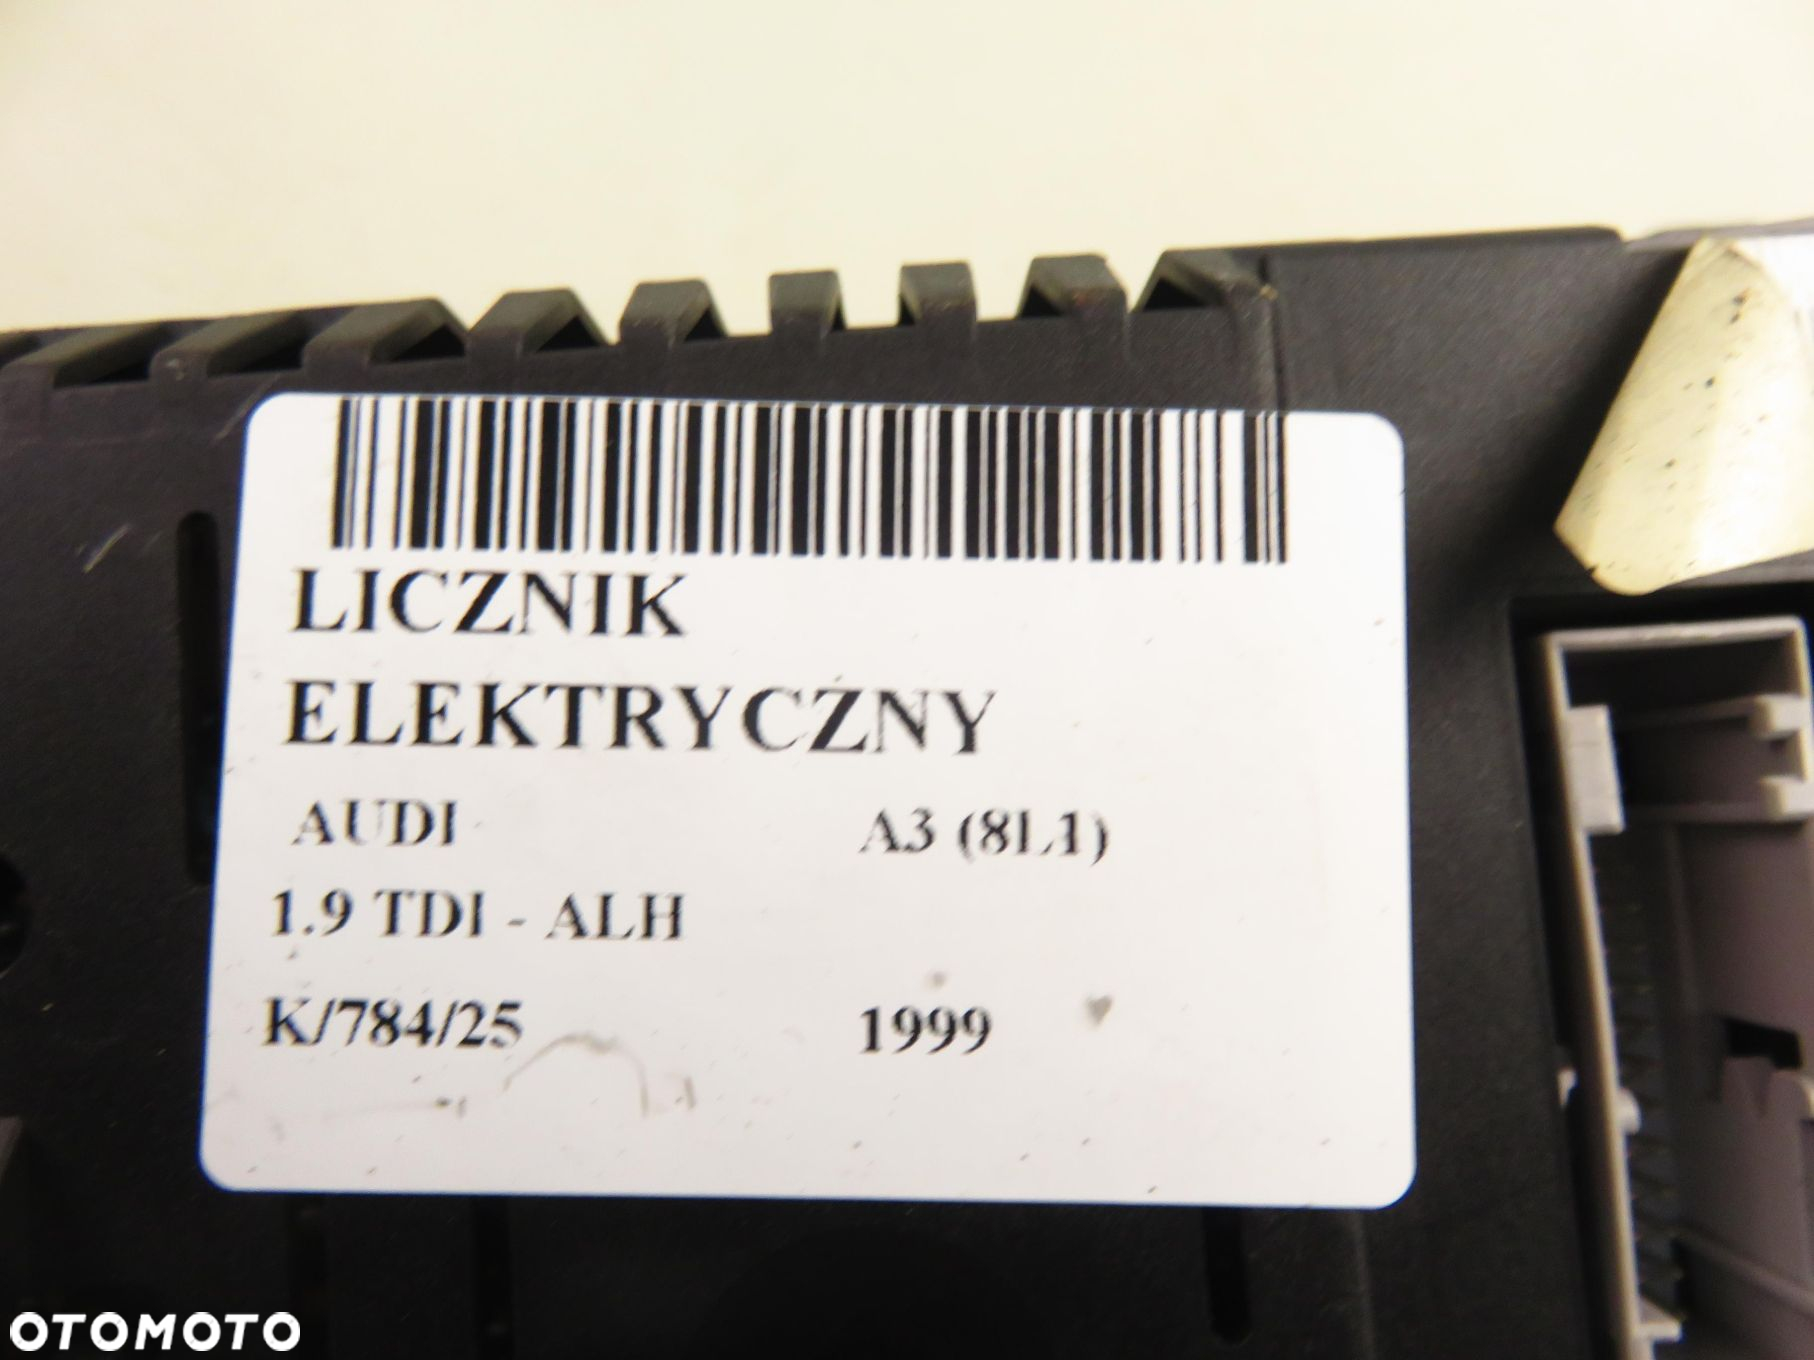 LICZNIK
ELEKTRYCZNY
AUDI A3 (8L1)
1.9 TDI - ALH
K/784/25 1999
OTOMOTO